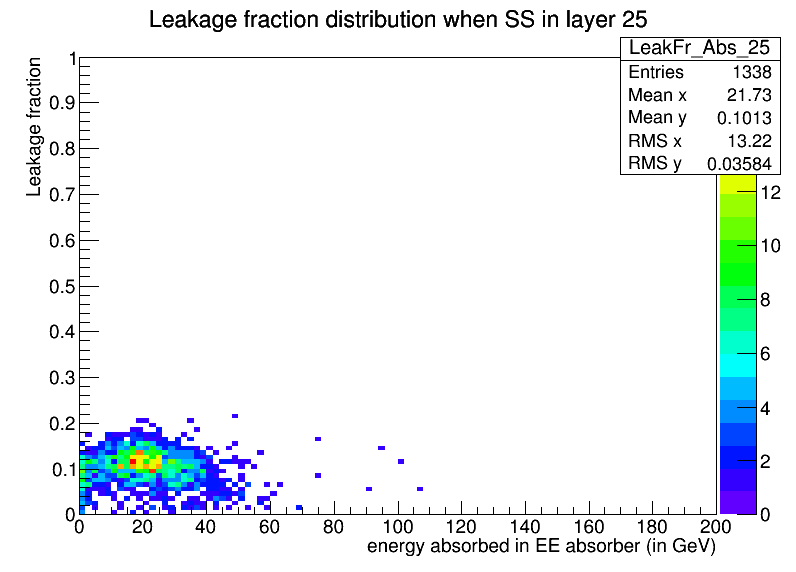 Leakage fraction distribution when SS in layer 25
LeakFr_Abs_25
Entries 1338
Mean x 21.73
Mean y 0.1013
RMS x 13.22
RMS y 0.03584
Leakage fraction
1
0.9
0.8
0.7
0.6
0.5
0.4
0.3
0.2
0.1
0
12
10
8
6
4
2
0
0 20 40 60 80 100 120 140 160 180 200
energy absorbed in EE absorber (in GeV)